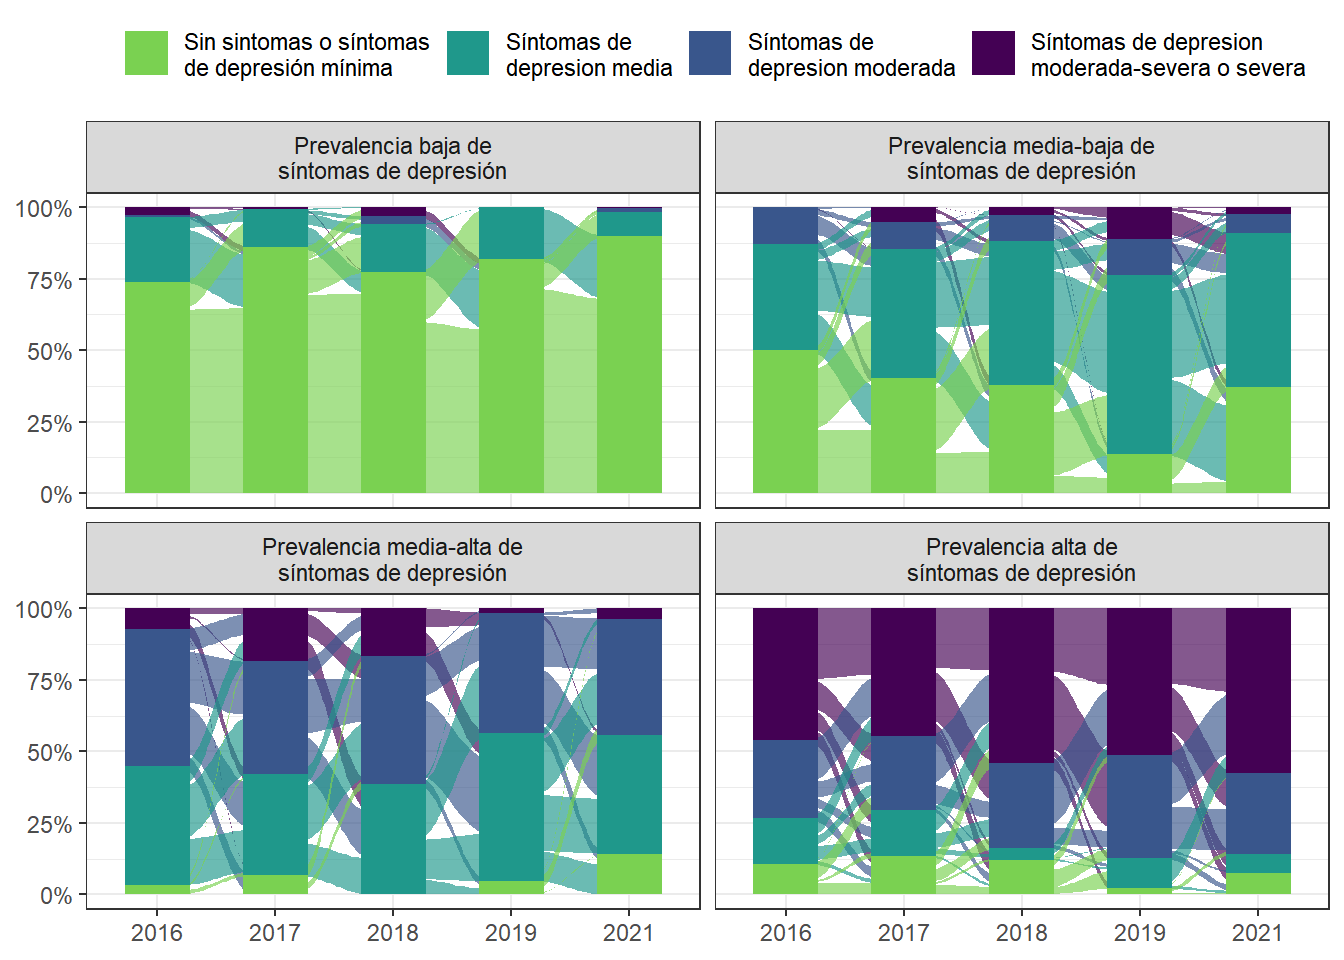 Sin sintomas o síntomas
de depresión mínima
Síntomas de
depresion media
Síntomas de
depresion moderada
Síntomas de depresion
moderada-severa o severa
Prevalencia baja de
síntomas de depresión
Prevalencia media-baja de
síntomas de depresión
100%
75%
50%
25%
0%
Prevalencia media-alta de
síntomas de depresión
Prevalencia alta de
síntomas de depresión
100%
75%
50%
25%
0%
2016 2017 2018 2019 2021
2016 2017 2018 2019 2021